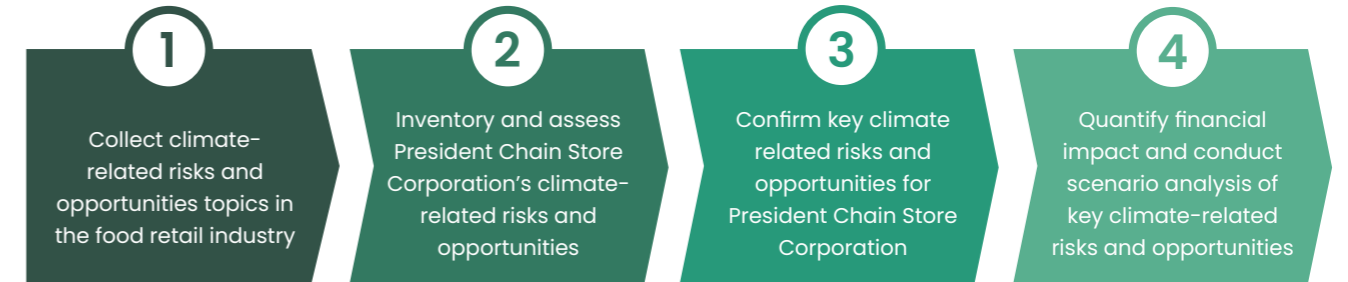 1
Collect climate-
related risks and
opportunities topics in
the food retail industry
2
Inventory and assess
President Chain Store
Corporation's climate-
related risks and
opportunities
3
Confirm key climate
related risks and
opportunities for
President Chain Store
Corporation
4
Quantify financial
impact and conduct
scenario analysis of
key climate-related
risks and opportunities